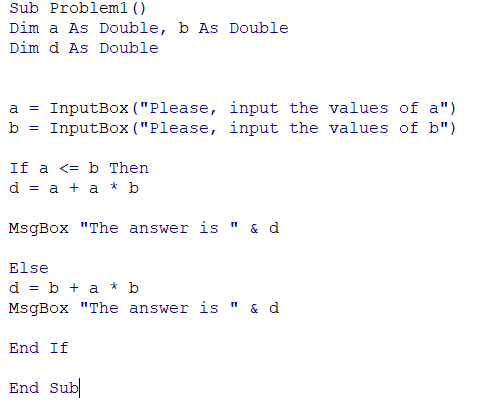 Sub Problem1()
Dim a As Double, b As Double
Dim d As Double
a = InputBox("Please, input the values of a")
b = InputBox("Please, input the values of b")
If a <= b Then
d = a + a * b
MsgBox "The answer is " & d
Else
d = b + a * b
MsgBox "The answer is " & d
End If
End Sub